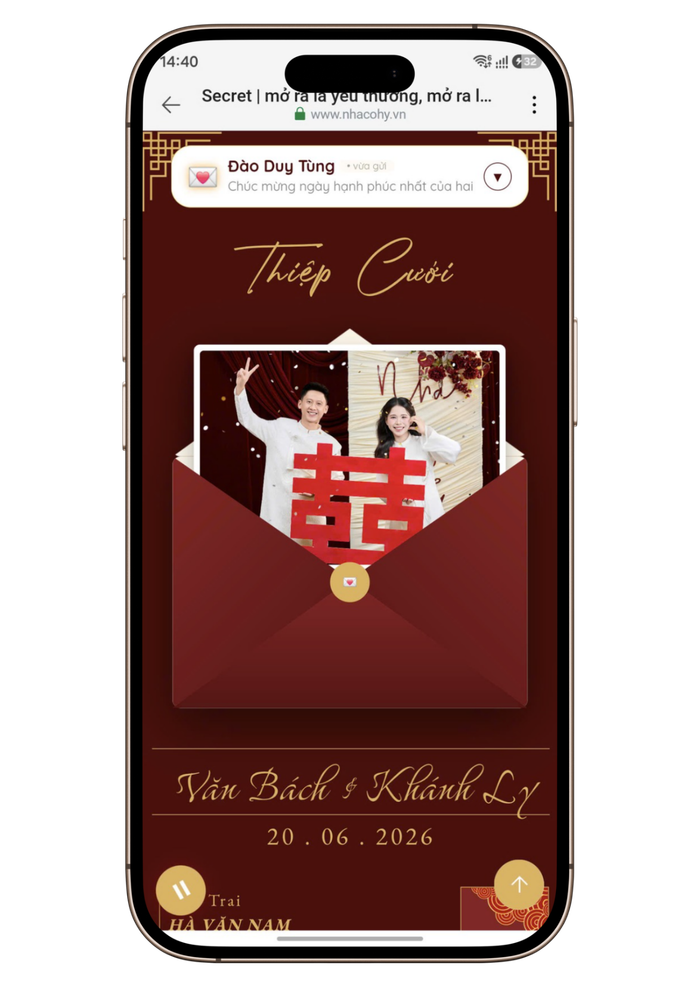 14:40
32
Secret | mở ra là yêu thương, mở ra l...
www.nhacohy.vn
Đào Duy Tùng • vừa gửi
Chúc mừng ngày hạnh phúc nhất của hai
Thiệp Cưới
Nhà
囍
Văn Bách & Khánh Ly
20 . 06 . 2026
Trai
HÀ VĂN NAM